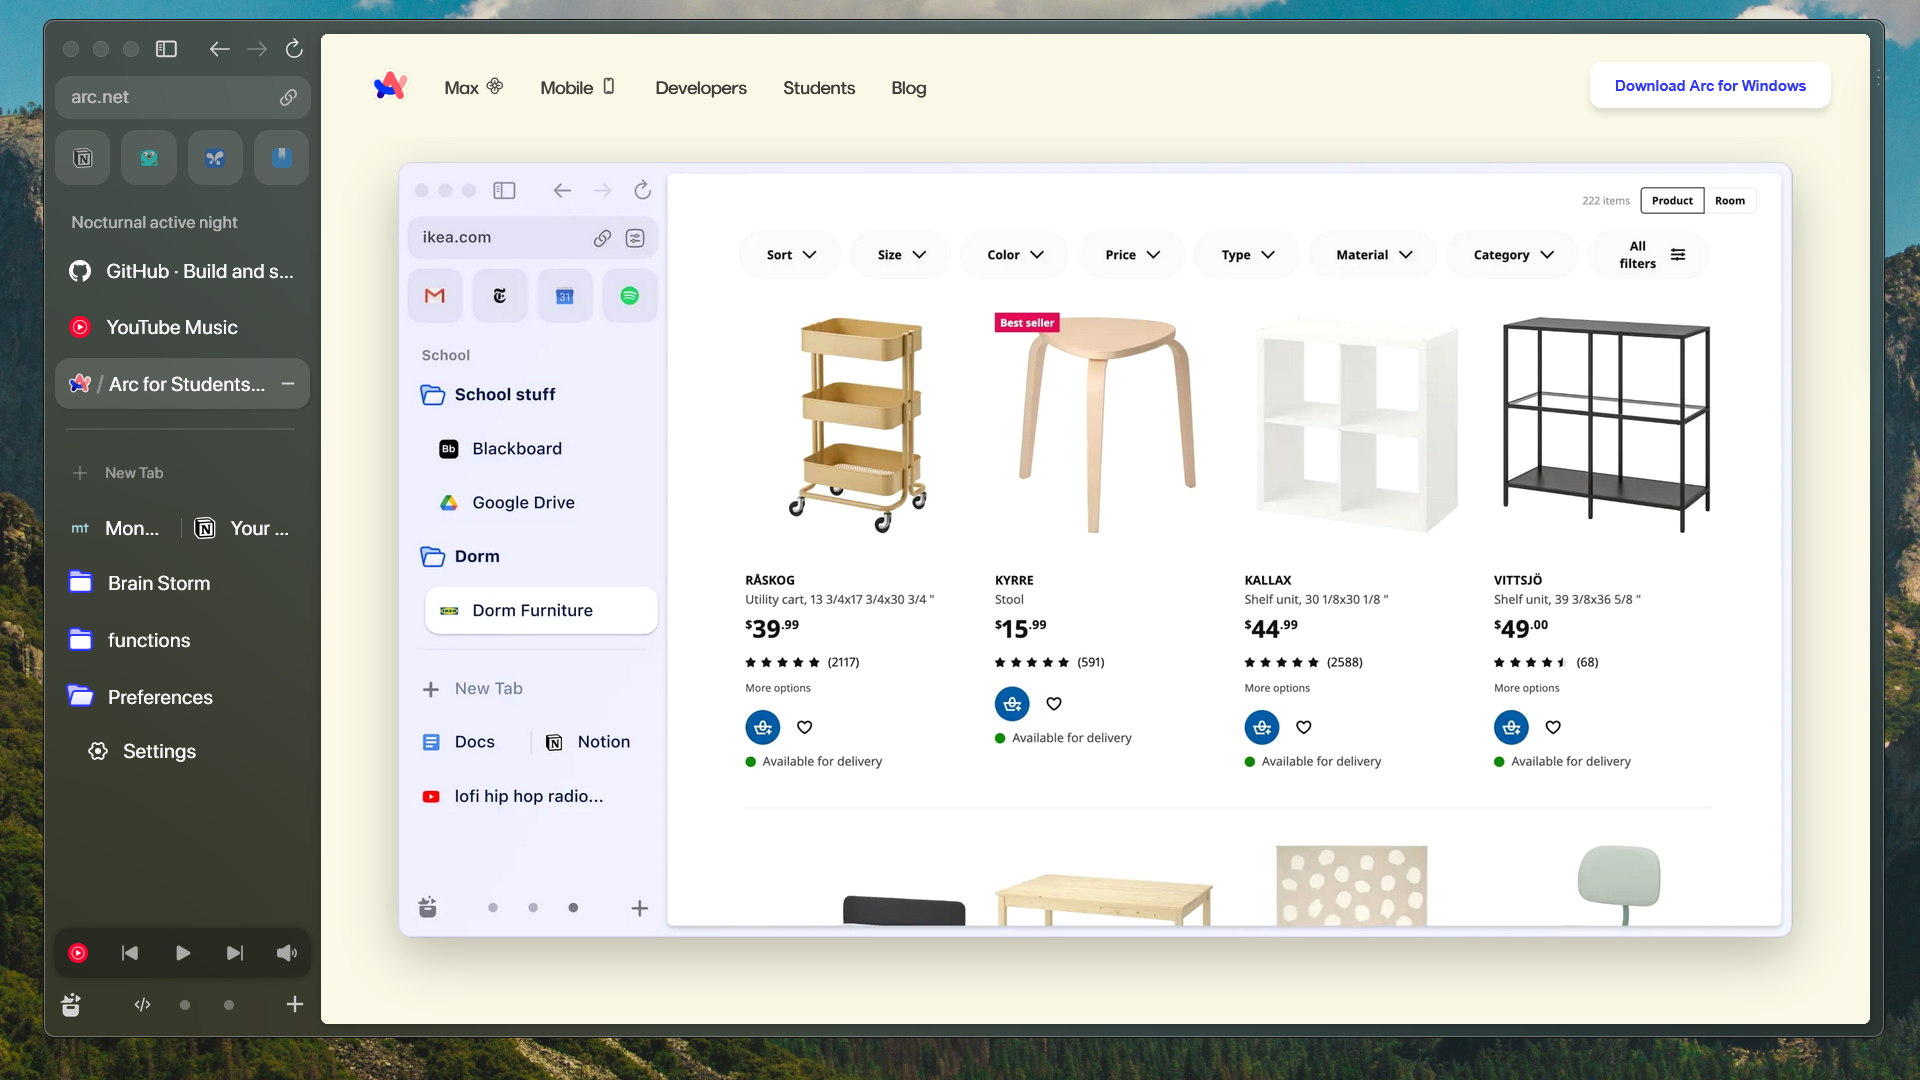 arc.net
Nocturnal active night
GitHub · Build and s...
YouTube Music
/ Arc for Students...
New Tab
mt Mon...
Your ...
Brain Storm
functions
Preferences
Settings
Max
Mobile
Developers
Students
Blog
Download Arc for Windows
ikea.com
31
School
School stuff
Bb Blackboard
Google Drive
Dorm
IKEA Dorm Furniture
New Tab
Docs
Notion
lofi hip hop radio...
222 items
Product
Room
Sort
Size
Color
Price
Type
Material
Category
All
filters
Best seller
RÅSKOG
Utility cart, 13 3/4x17 3/4x30 3/4 "
$39.99
(2117)
More options
Available for delivery
KYRRE
Stool
$15.99
(591)
Available for delivery
KALLAX
Shelf unit, 30 1/8x30 1/8 "
$44.99
(2588)
More options
Available for delivery
VITTSJÖ
Shelf unit, 39 3/8x36 5/8 "
$49.00
(68)
More options
Available for delivery